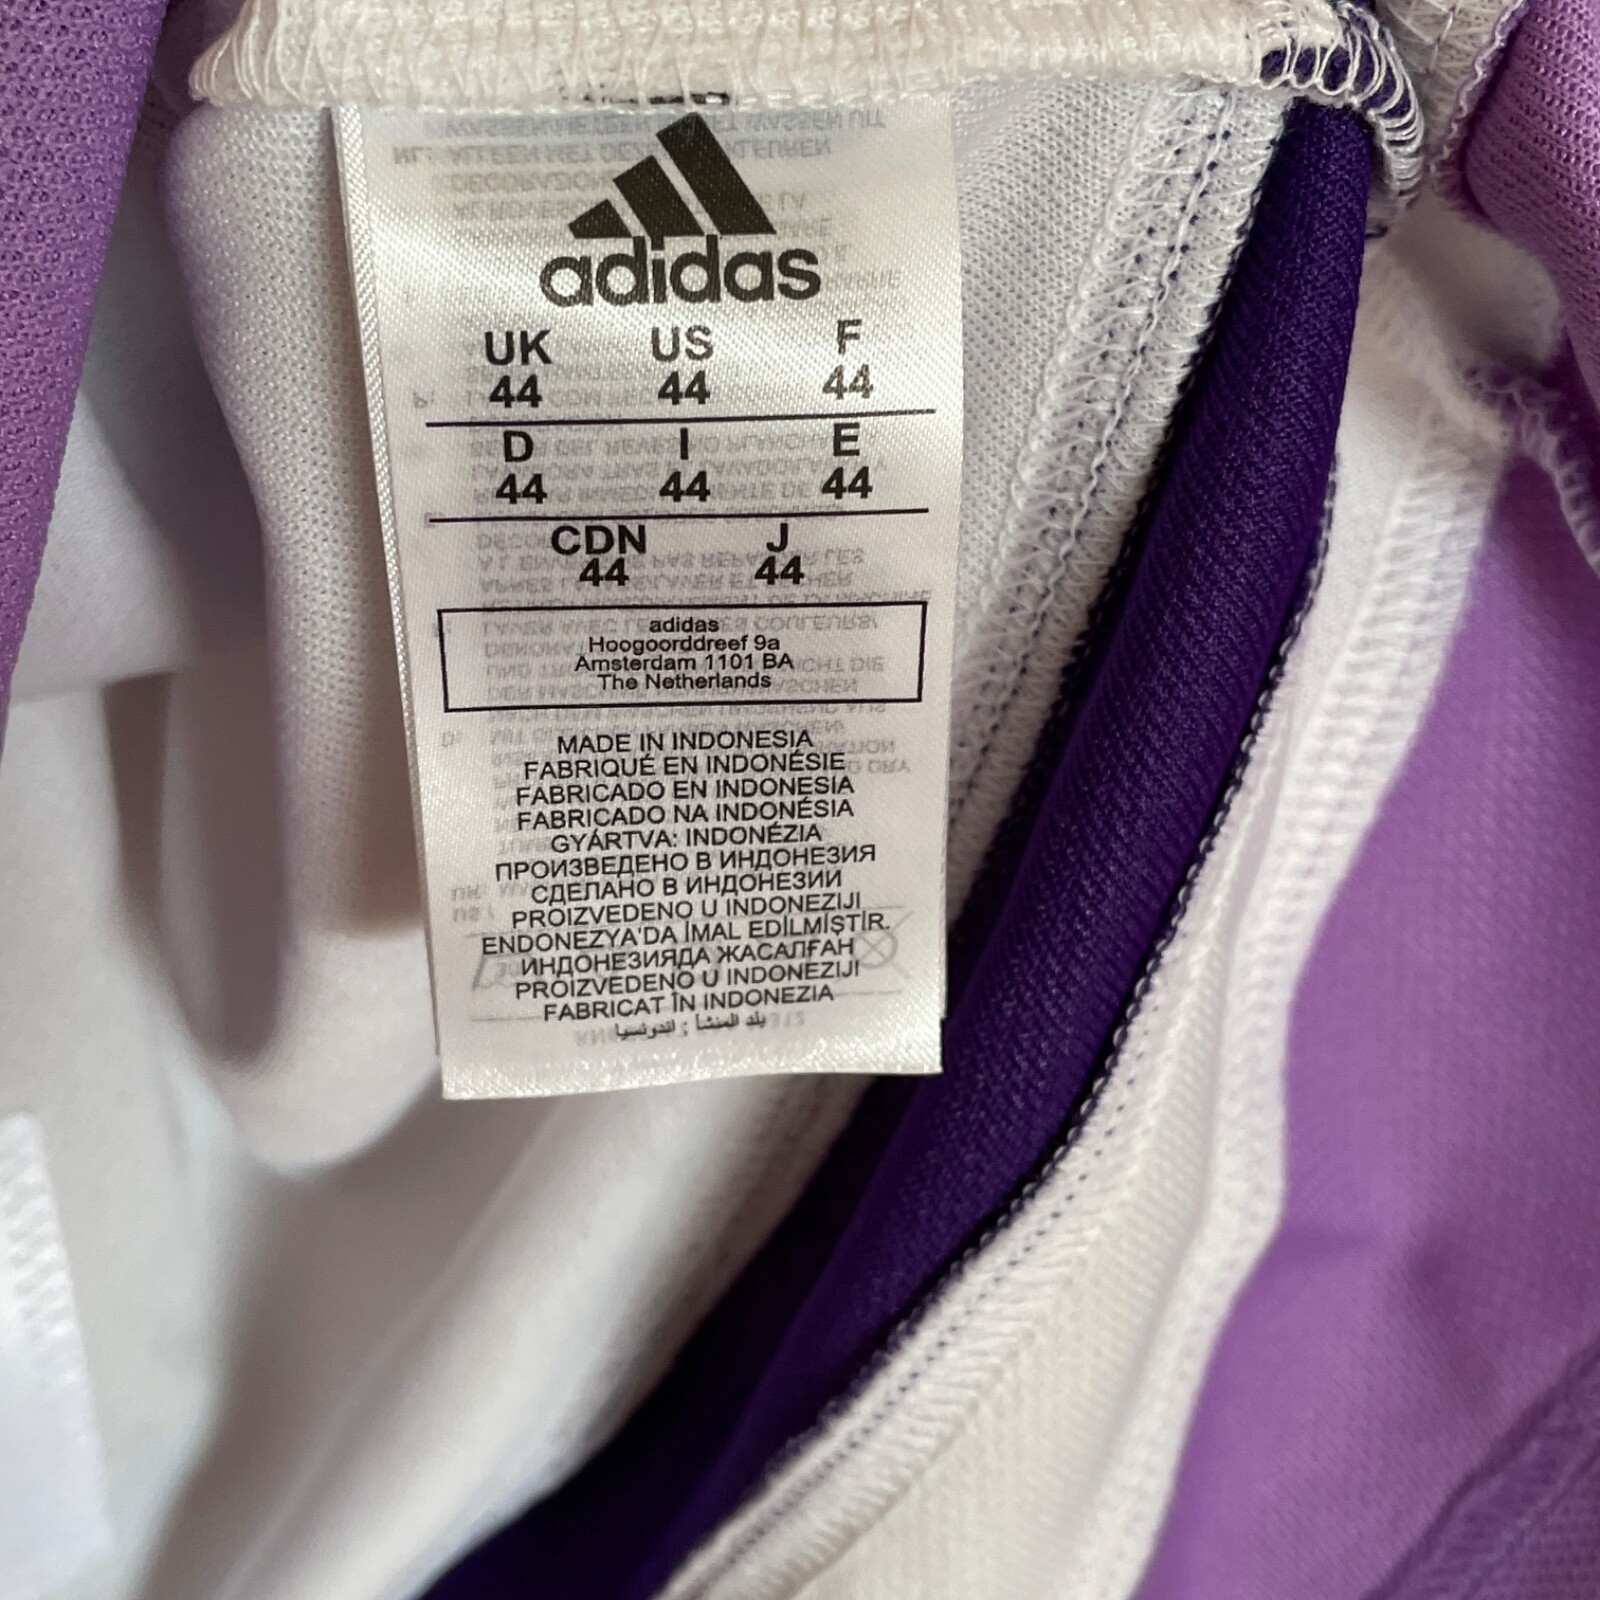 adidas
UK US F
44 44 44
D I E
44 44 44
CDN J
44 44
adidas
Hoogoorddreef 9a
Amsterdam 1101 BA
The Netherlands
MADE IN INDONESIA
FABRIQUÉ EN INDONÉSIE
FABRICADO EN INDONESIA
FABRICADO NA INDONÉSIA
GYÁRTVA: INDONÉZIA
ПРОИЗВЕДЕНО В ИНДОНЕЗИЯ
СДЕЛАНО В ИНДОНЕЗИИ
PROIZVEDENO U INDONEZIJI
ENDONEZYA'DA İMAL EDİLMİŞTİR.
ИНДОНЕЗИЯДА ЖАСАЛҒАН
PROIZVEDENO U INDONEZIJI
FABRICAT ÎN INDONEZIA
بلد المنشأ : اندونسيا